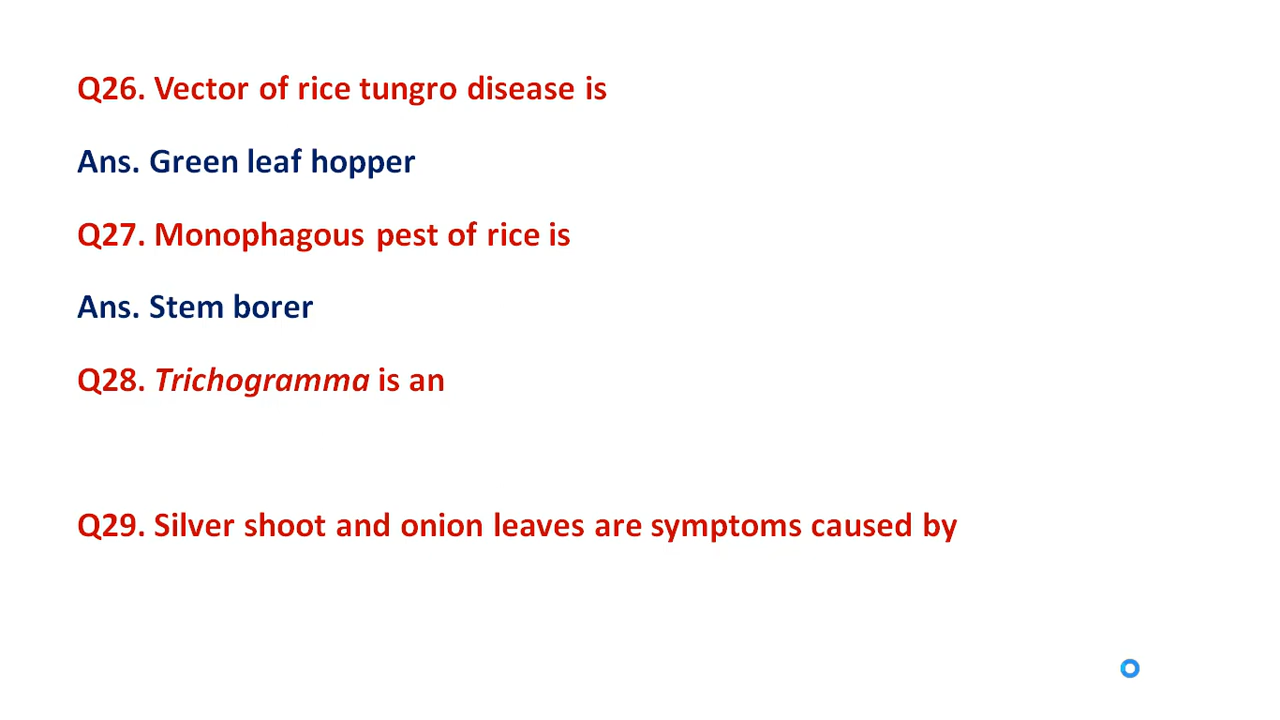 Q26. Vector of rice tungro disease is
Ans. Green leaf hopper
Q27. Monophagous pest of rice is
Ans. Stem borer
Q28. Trichogramma is an
Q29. Silver shoot and onion leaves are symptoms caused by